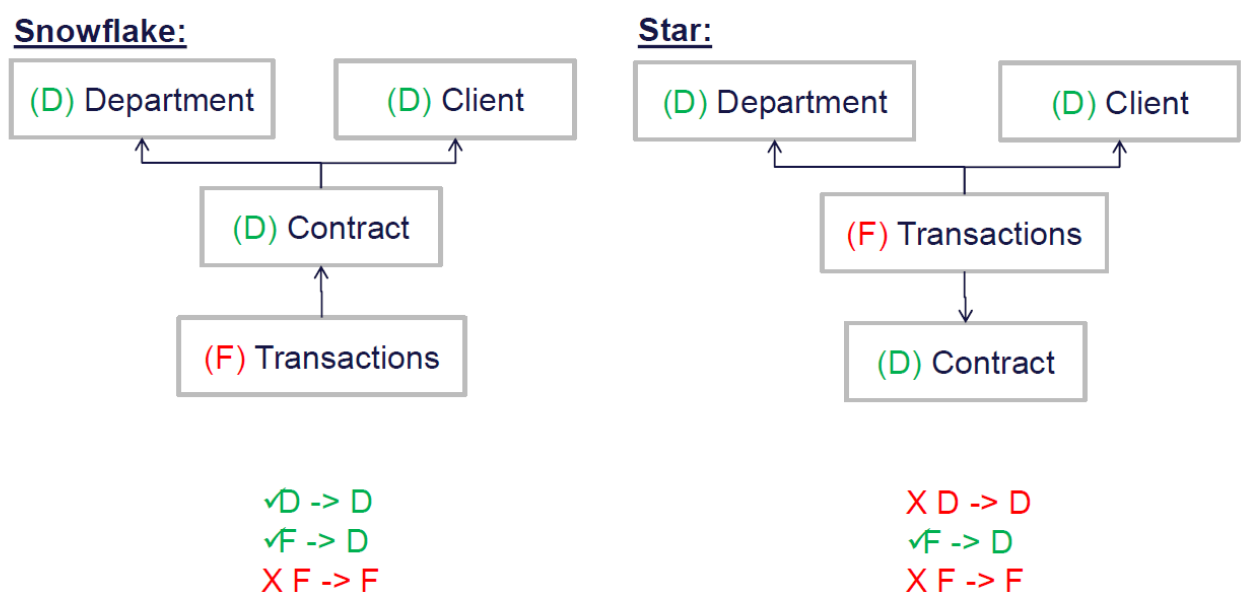 Snowflake:
(D) Department
(D) Client
(D) Contract
(F) Transactions
✓D -> D
✓F -> D
X F -> F
Star:
(D) Department
(D) Client
(F) Transactions
(D) Contract
X D -> D
✓F -> D
X F -> F